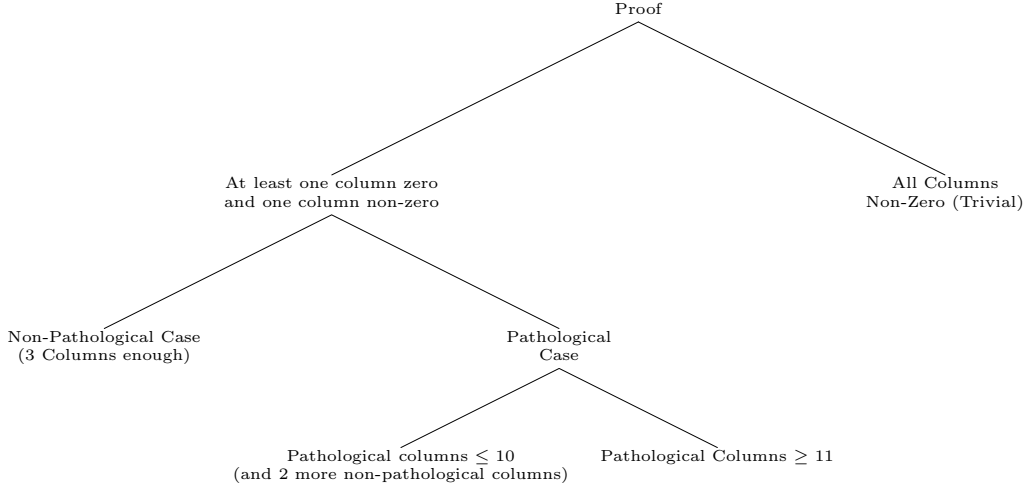 Proof
At least one column zero
and one column non-zero
All Columns
Non-Zero (Trivial)
Non-Pathological Case
(3 Columns enough)
Pathological
Case
Pathological columns ≤ 10
(and 2 more non-pathological columns)
Pathological Columns ≥ 11